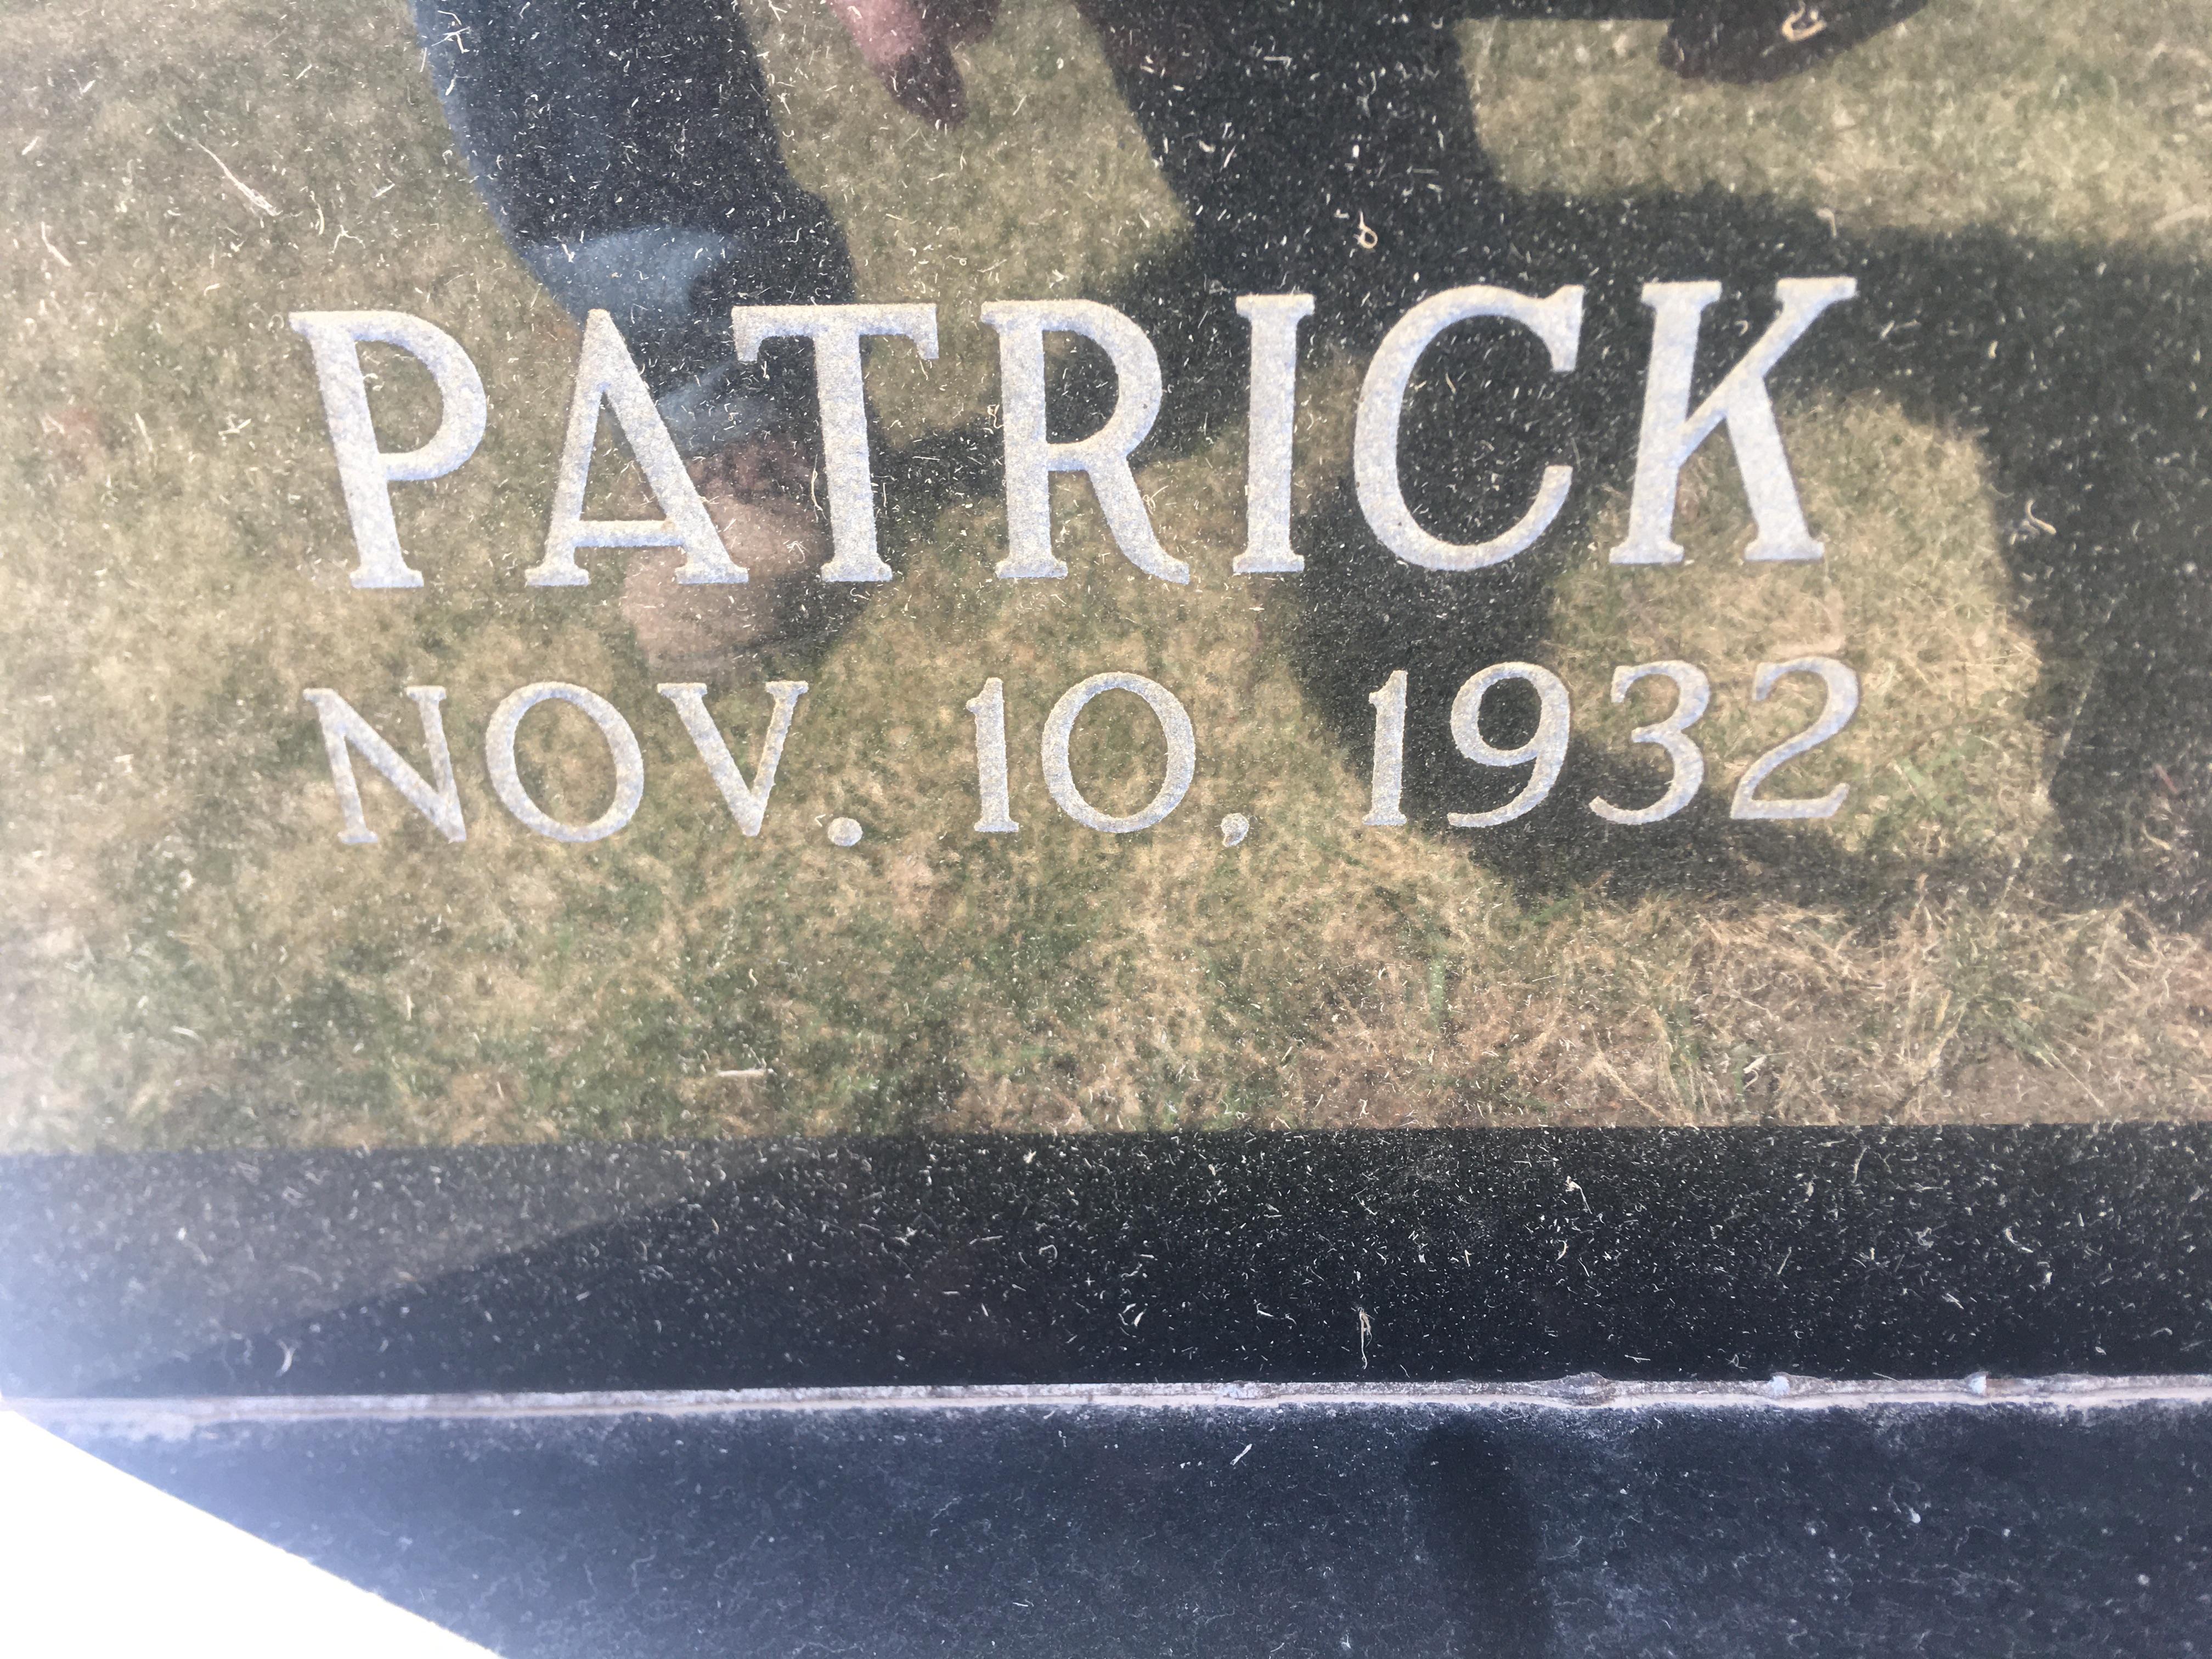 PATRICK
NOV. 10, 1932